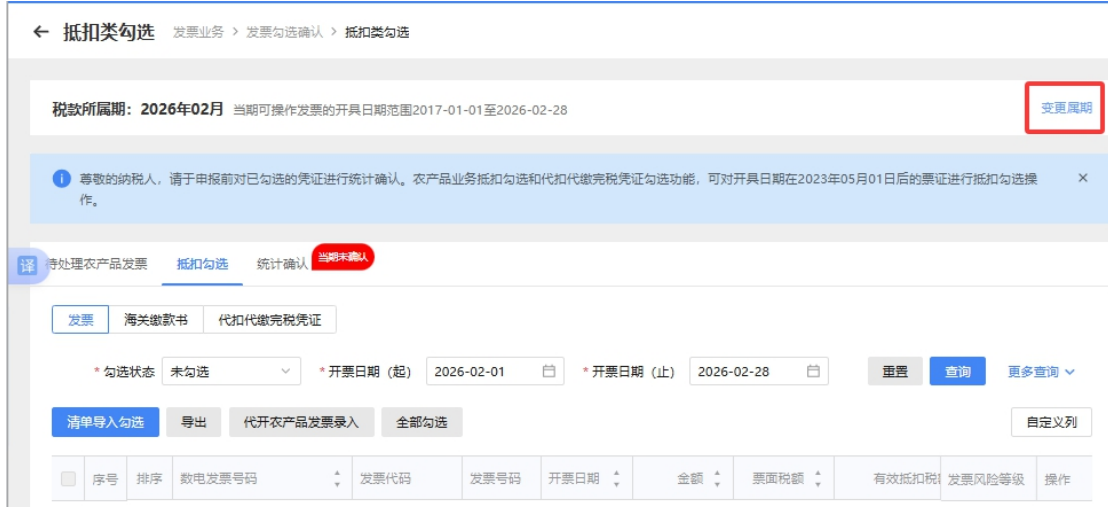 抵扣类勾选 发票业务 > 发票勾选确认 > 抵扣类勾选
税款所属期：2026年02月 当期可操作发票的开具日期范围2017-01-01至2026-02-28 变更属期
尊敬的纳税人，请于申报前对已勾选的凭证进行统计确认。农产品业务抵扣勾选和代扣代缴完税凭证勾选功能，可对开具日期在2023年05月01日后的票证进行抵扣勾选操
作。
译 待处理农产品发票 抵扣勾选 统计确认 当期未确认
发票 海关缴款书 代扣代缴完税凭证
* 勾选状态 未勾选 * 开票日期（起） 2026-02-01 * 开票日期（止） 2026-02-28 重置 查询 更多查询
清单导入勾选 导出 代开农产品发票录入 全部勾选 自定义列
序号 排序 数电发票号码 发票代码 发票号码 开票日期 金额 票面税额 有效抵扣税 发票风险等级 操作